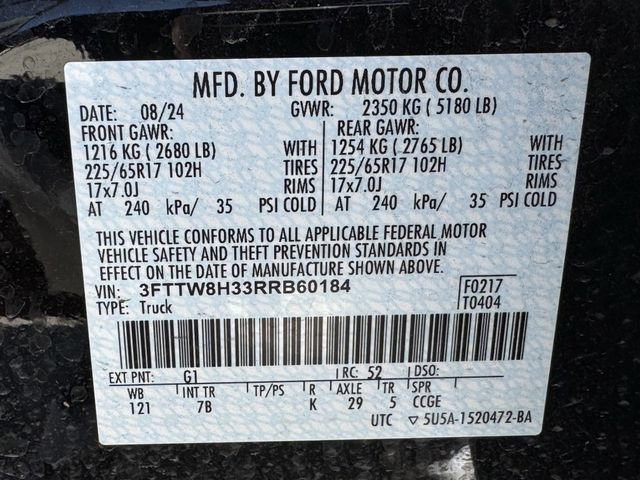 MFD. BY FORD MOTOR CO.
DATE: 08/24 GVWR: 2350 KG ( 5180 LB)
FRONT GAWR: REAR GAWR:
1216 KG ( 2680 LB) WITH 1254 KG ( 2765 LB) WITH
225/65R17 102H TIRES 225/65R17 102H TIRES
17x7.0J RIMS 17x7.0J RIMS
AT 240 kPa/ 35 PSI COLD AT 240 kPa/ 35 PSI COLD
THIS VEHICLE CONFORMS TO ALL APPLICABLE FEDERAL MOTOR
VEHICLE SAFETY AND THEFT PREVENTION STANDARDS IN
EFFECT ON THE DATE OF MANUFACTURE SHOWN ABOVE.
VIN: 3FTTW8H33RRB60184 F0217
TYPE: Truck T0404
EXT PNT: G1 RC: 52 DSO:
WB INT TR TP/PS R AXLE TR SPR
121 7B K 29 5 CCGE
UTC ▽ 5U5A-1520472-BA